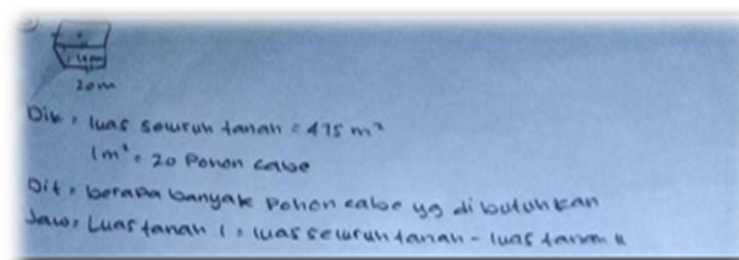 20m
Dik : luas seluruh tanah = 475 m²
1m² = 20 Pohon cabe
Dit : berapa banyak Pohon cabe yg di butuhkan
Jawr Luas tanah I = luas seluruh tanah - luas tanah II